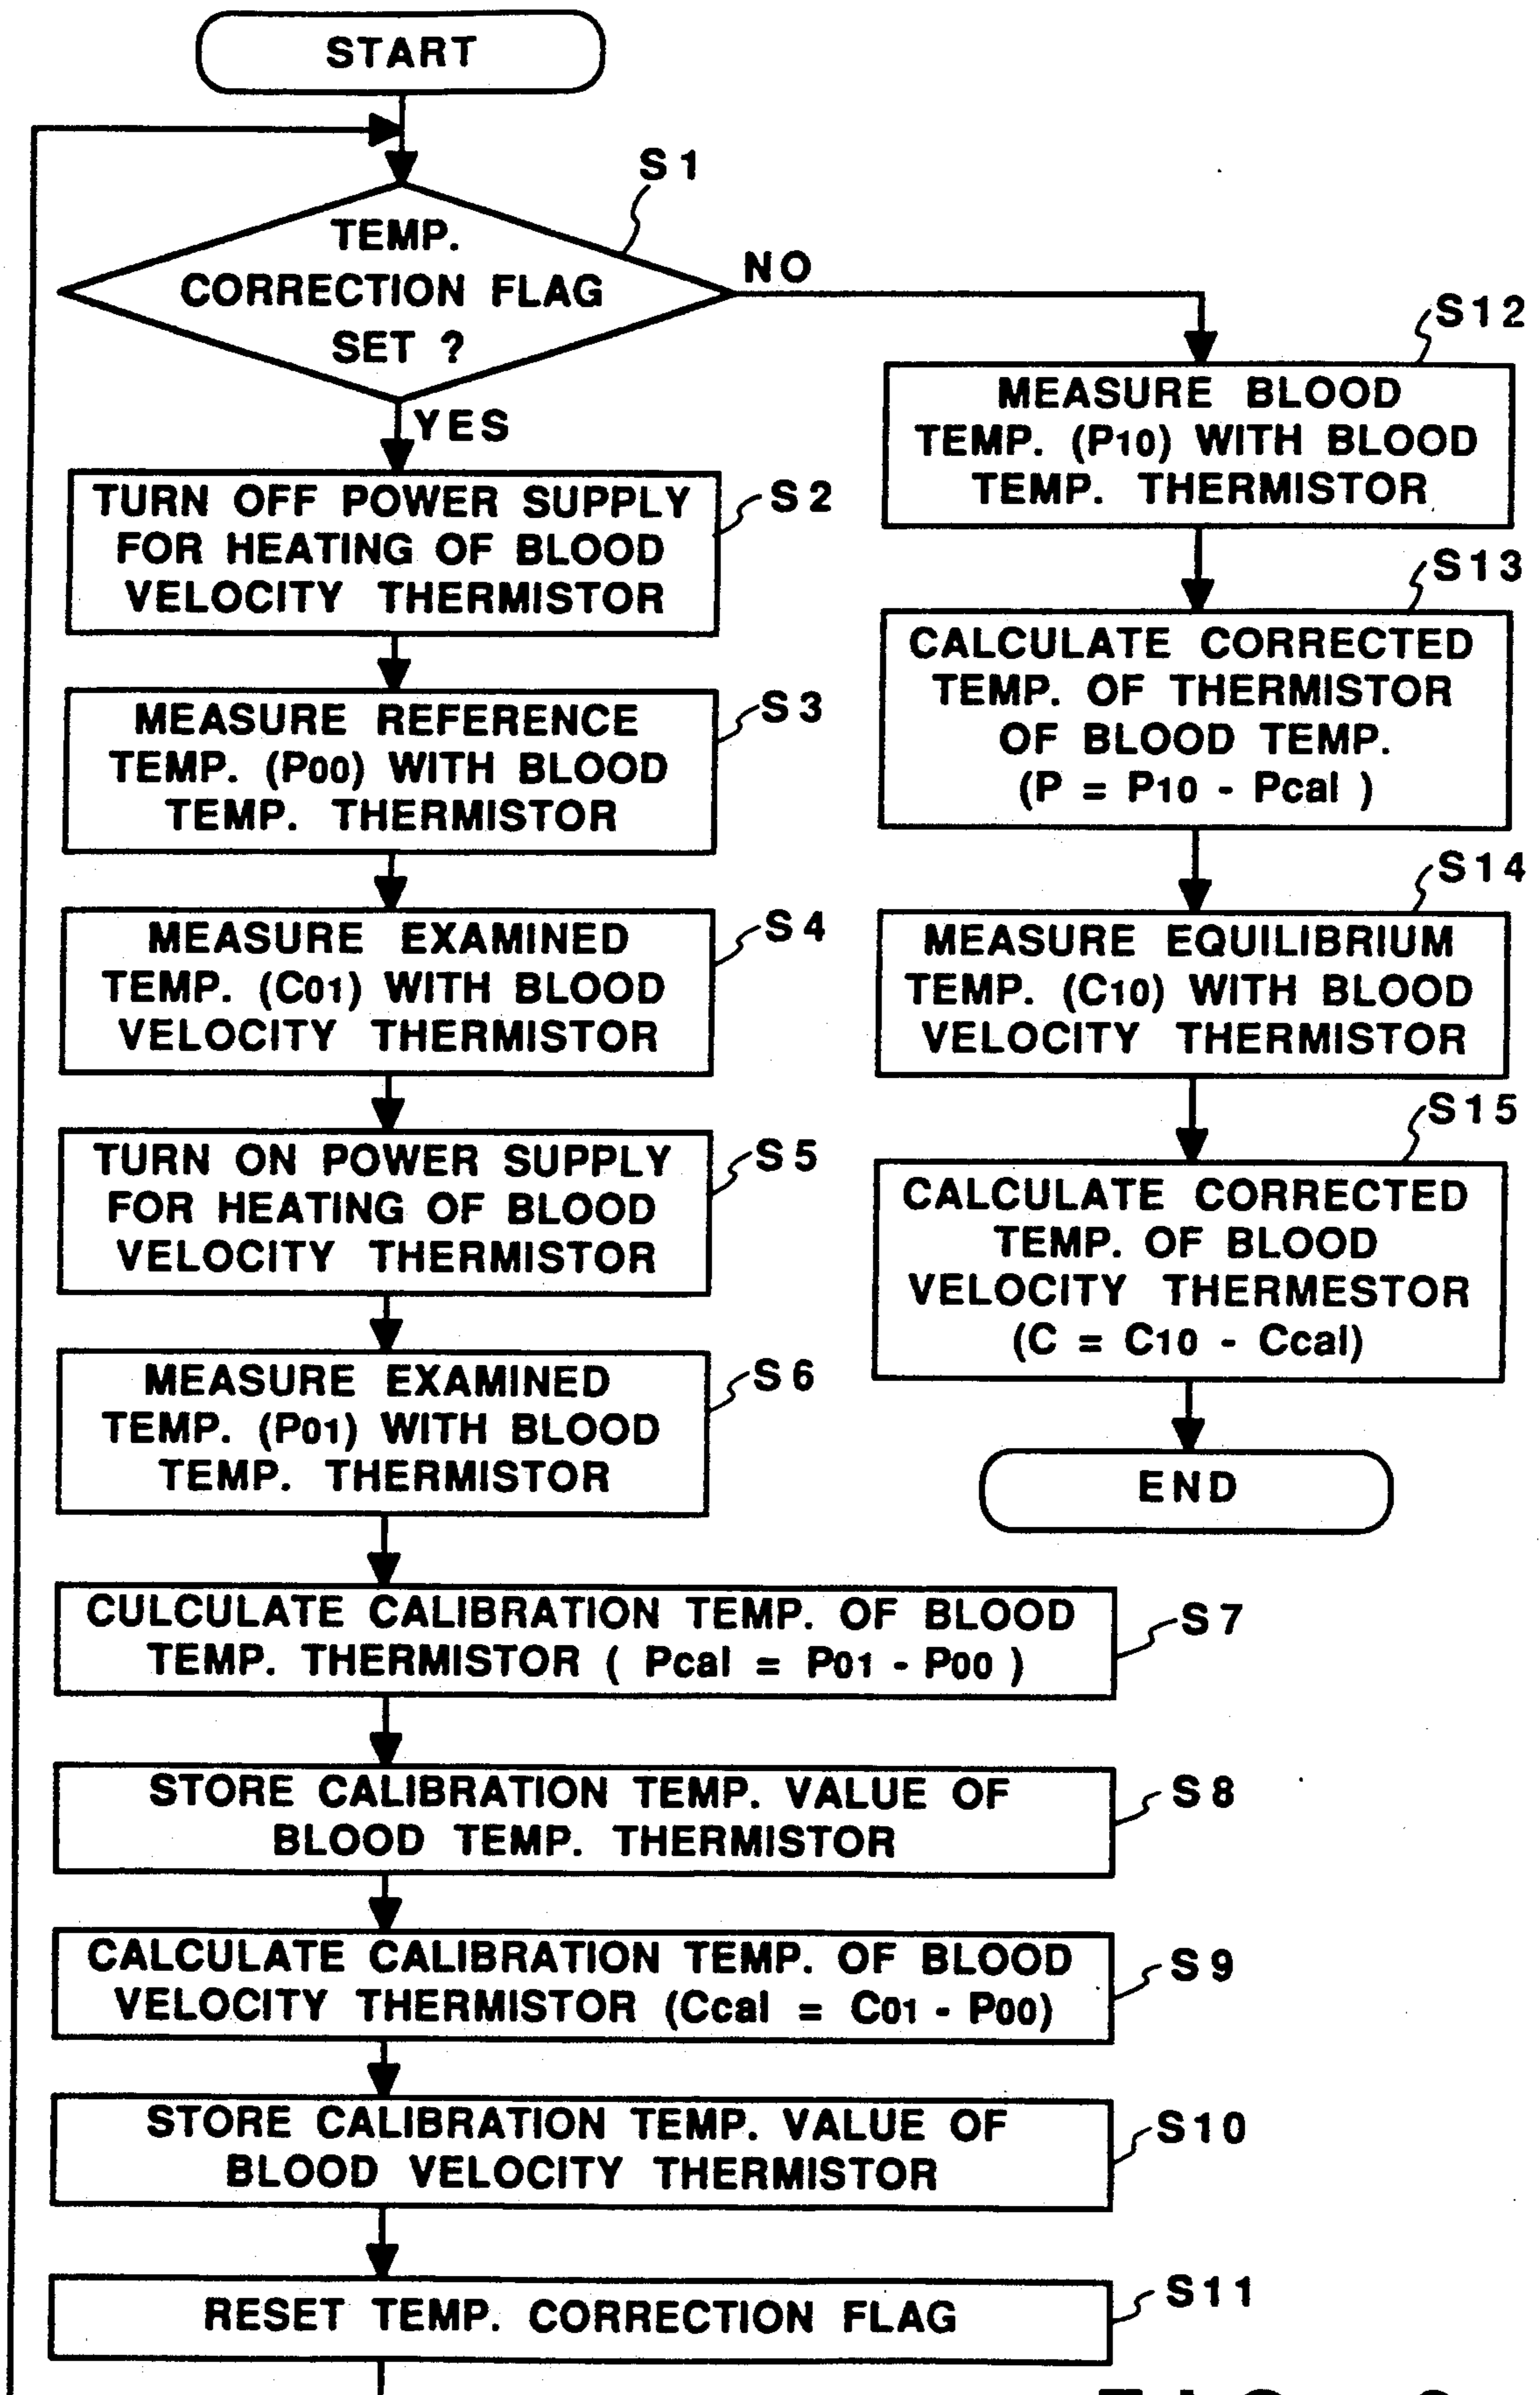 START
S1
TEMP.
CORRECTION FLAG
SET ?
NO
YES
TURN OFF POWER SUPPLY
FOR HEATING OF BLOOD
VELOCITY THERMISTOR
S2
MEASURE REFERENCE
TEMP. (P00) WITH BLOOD
TEMP. THERMISTOR
S3
MEASURE EXAMINED
TEMP. (C01) WITH BLOOD
VELOCITY THERMISTOR
S4
TURN ON POWER SUPPLY
FOR HEATING OF BLOOD
VELOCITY THERMISTOR
S5
MEASURE EXAMINED
TEMP. (P01) WITH BLOOD
TEMP. THERMISTOR
S6
CULCULATE CALIBRATION TEMP. OF BLOOD
TEMP. THERMISTOR ( Pcal = P01 - P00 )
S7
STORE CALIBRATION TEMP. VALUE OF
BLOOD TEMP. THERMISTOR
S8
CALCULATE CALIBRATION TEMP. OF BLOOD
VELOCITY THERMISTOR (Ccal = C01 - P00)
S9
STORE CALIBRATION TEMP. VALUE OF
BLOOD VELOCITY THERMISTOR
S10
RESET TEMP. CORRECTION FLAG
S11
S12
MEASURE BLOOD
TEMP. (P10) WITH BLOOD
TEMP. THERMISTOR
S13
CALCULATE CORRECTED
TEMP. OF THERMISTOR
OF BLOOD TEMP.
(P = P10 - Pcal )
S14
MEASURE EQUILIBRIUM
TEMP. (C10) WITH BLOOD
VELOCITY THERMISTOR
S15
CALCULATE CORRECTED
TEMP. OF BLOOD
VELOCITY THERMESTOR
(C = C10 - Ccal)
END